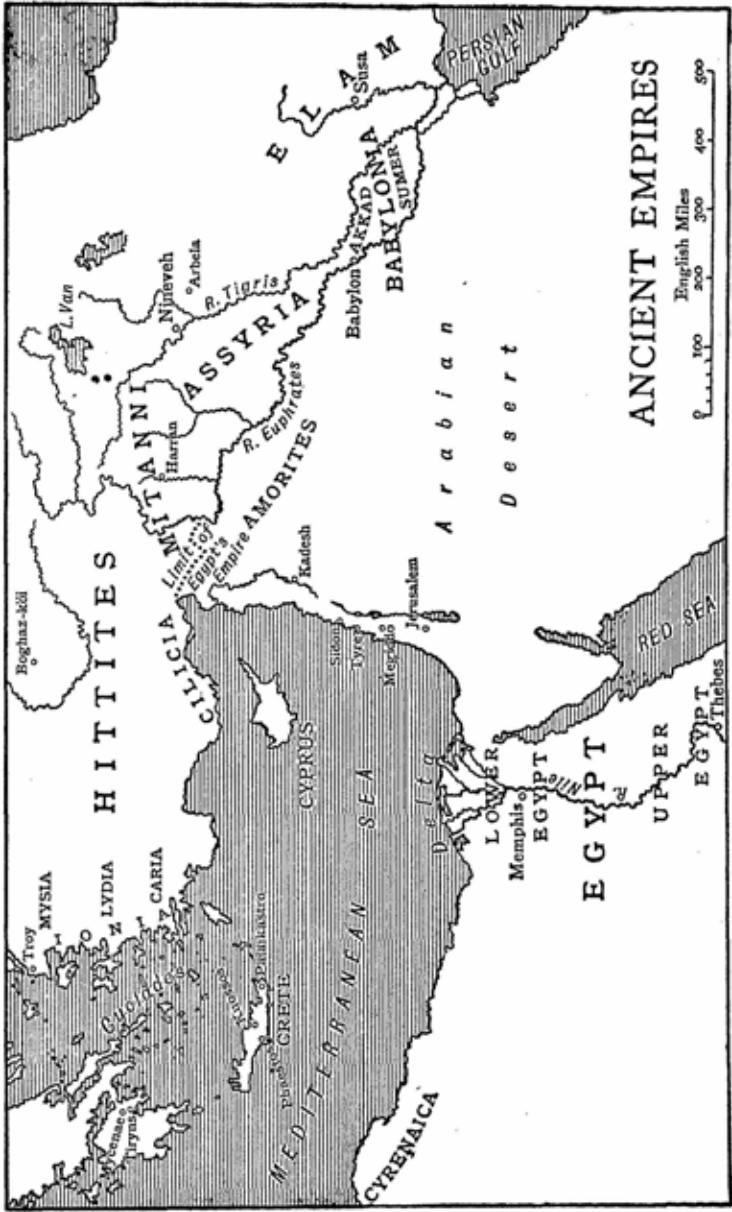 Troy
MYSIA
LYDIA
IONIA
CARIA
Cyclades
Mycenae
Tiryns
Knossos
Palaikastro
Phaestos
CRETE
MEDITERRANEAN SEA
CYRENAICA
Boghaz-köi
HITTITES
CILICIA
CYPRUS
MITANNI
Harran
Limit of
Egypt's
Empire
AMORITES
Kadesh
Sidon
Tyre
Megiddo
Jerusalem
L. Van
Nineveh
Arbela
R. Tigris
ASSYRIA
R. Euphrates
Babylon
AKKAD
BABYLONIA
SUMER
ELAM
Susa
PERSIAN
GULF
Arabian
Desert
Delta
LOWER
EGYPT
Memphis
R. Nile
EGYPT
UPPER
EGYPT
Thebes
RED SEA
ANCIENT EMPIRES
English Miles
0 100 200 300 400 500